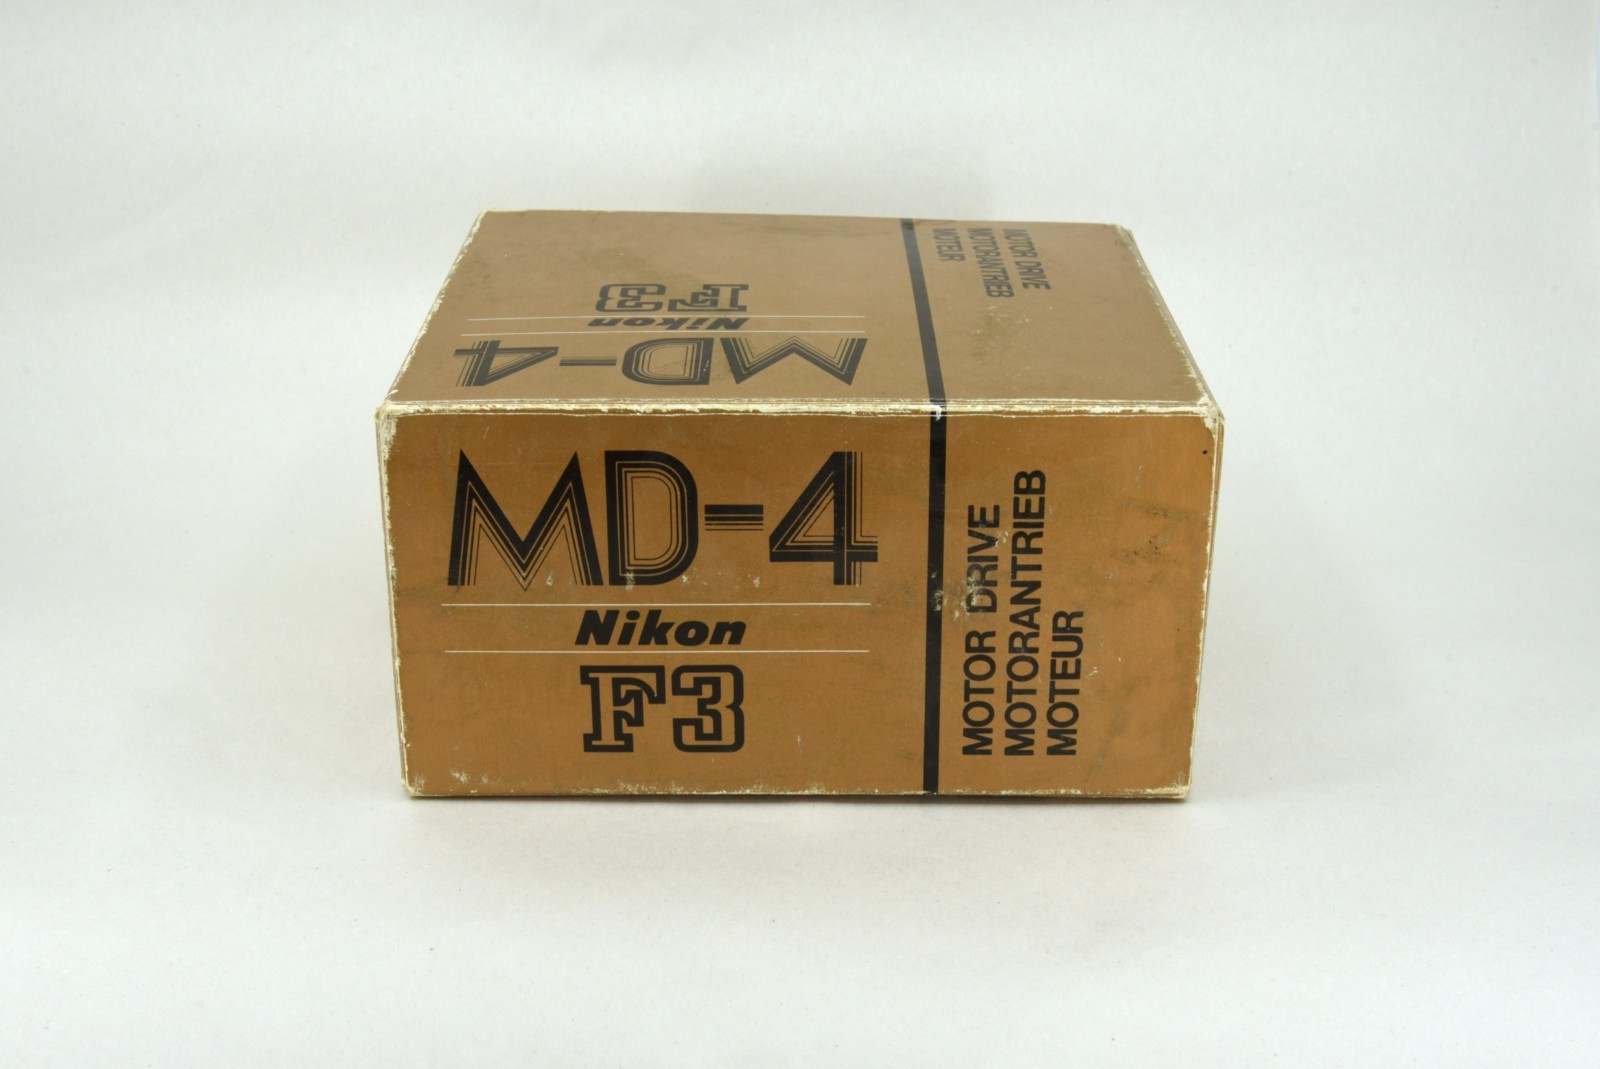 MOTOR DRIVE
MOTORANTRIEB
MOTEUR
F3
Nikon
MD-4
MD-4
Nikon
F3
MOTOR DRIVE
MOTORANTRIEB
MOTEUR